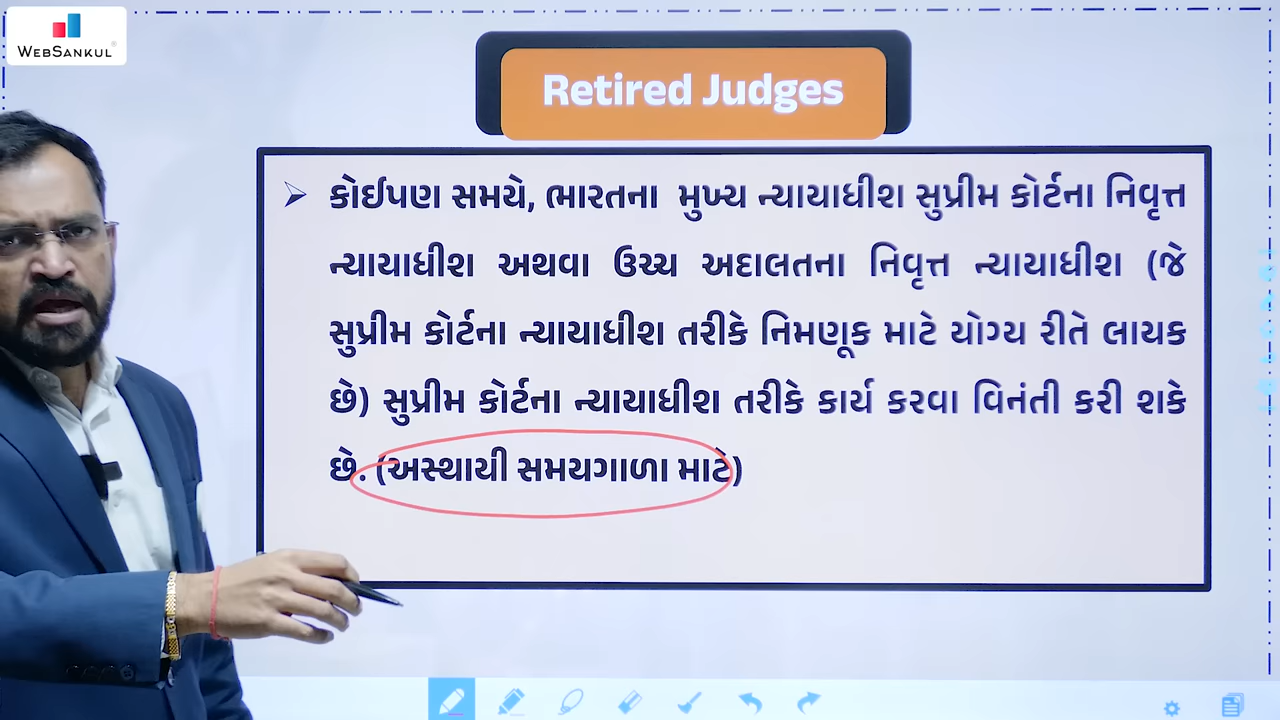 WEBSANKUL
Retired Judges
કોઈપણ સમયે, ભારતના મુખ્ય ન્યાયાધીશ સુપ્રીમ કોર્ટના નિવૃત્ત
ન્યાયાધીશ અથવા ઉચ્ચ અદાલતના નિવૃત્ત ન્યાયાધીશ (જે
સુપ્રીમ કોર્ટના ન્યાયાધીશ તરીકે નિમણૂક માટે યોગ્ય રીતે લાયક
છે) સુપ્રીમ કોર્ટના ન્યાયાધીશ તરીકે કાર્ય કરવા વિનંતી કરી શકે
છે. (અસ્થાયી સમયગાળા માટે)